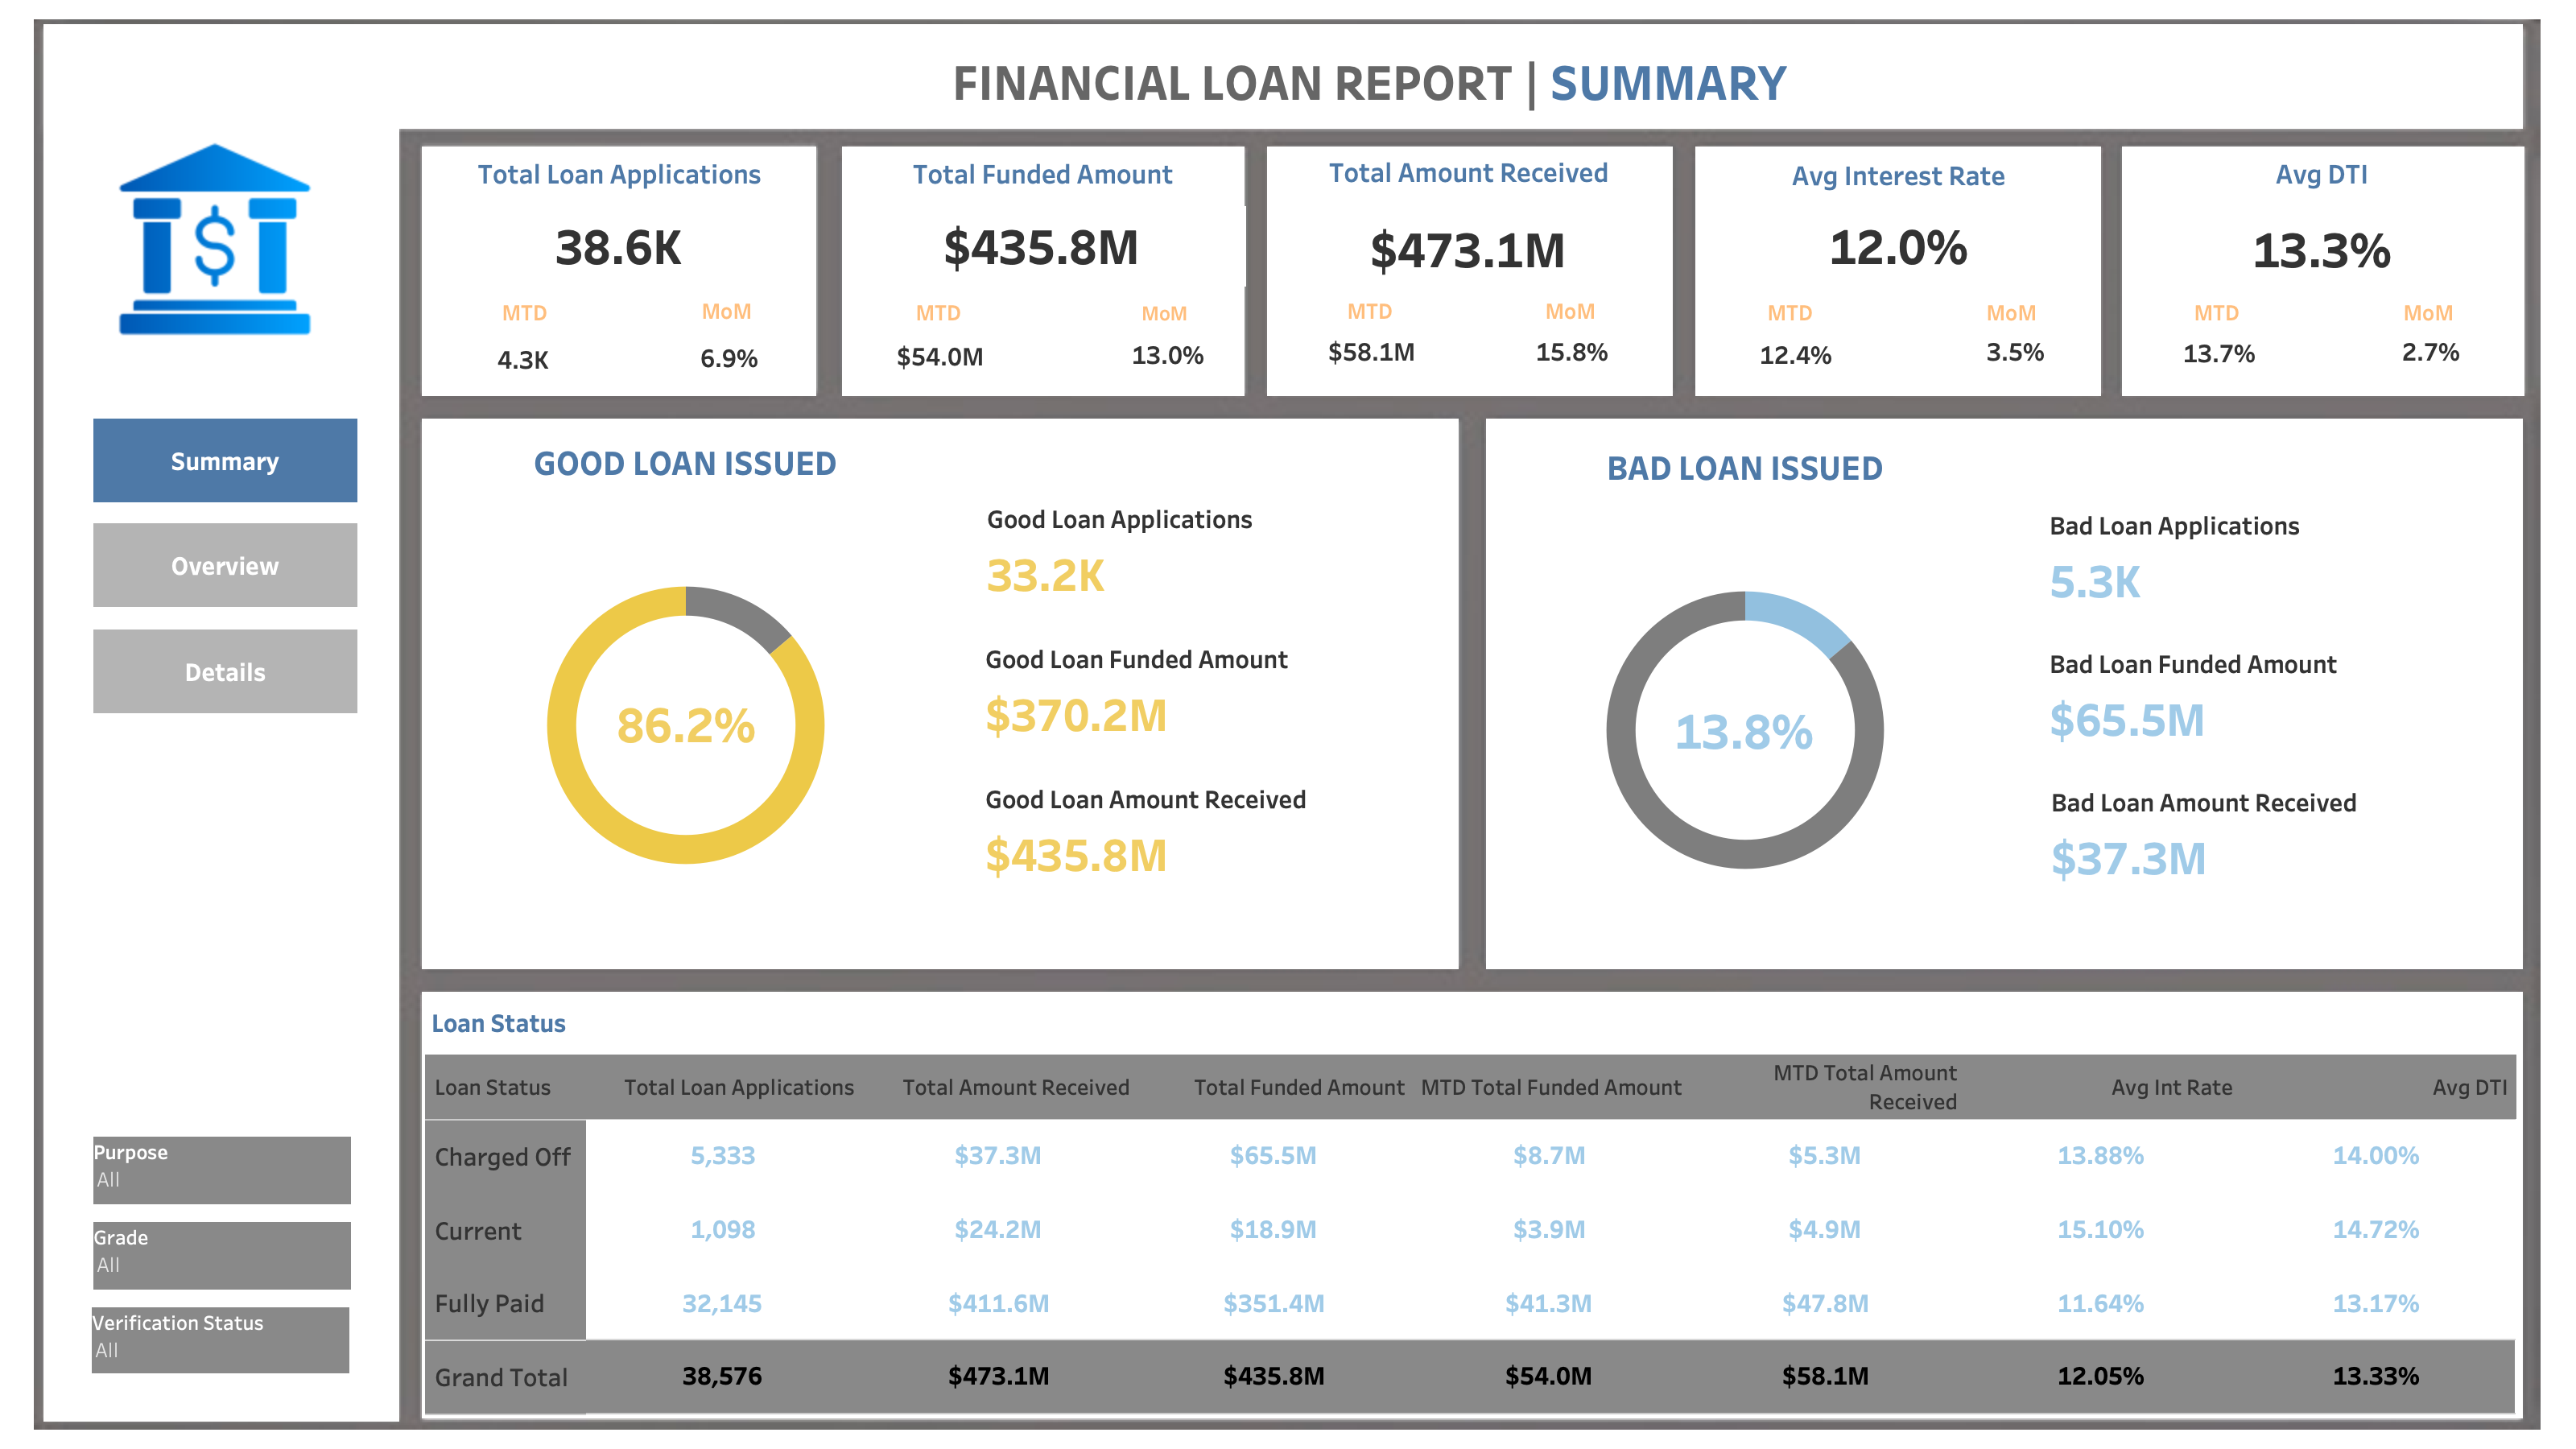 FINANCIAL LOAN REPORT | SUMMARY
$
Total Loan Applications
38.6K
MTD MoM
4.3K 6.9%
Total Funded Amount
$435.8M
MTD MoM
$54.0M 13.0%
Total Amount Received
$473.1M
MTD MoM
$58.1M 15.8%
Avg Interest Rate
12.0%
MTD MoM
12.4% 3.5%
Avg DTI
13.3%
MTD MoM
13.7% 2.7%
Summary
Overview
Details
GOOD LOAN ISSUED
86.2%
Good Loan Applications
33.2K
Good Loan Funded Amount
$370.2M
Good Loan Amount Received
$435.8M
BAD LOAN ISSUED
13.8%
Bad Loan Applications
5.3K
Bad Loan Funded Amount
$65.5M
Bad Loan Amount Received
$37.3M
Purpose
All
Grade
All
Verification Status
All
Loan Status
Loan Status Total Loan Applications Total Amount Received Total Funded Amount MTD Total Funded Amount MTD Total Amount Received Avg Int Rate Avg DTI
Charged Off 5,333 $37.3M $65.5M $8.7M $5.3M 13.88% 14.00%
Current 1,098 $24.2M $18.9M $3.9M $4.9M 15.10% 14.72%
Fully Paid 32,145 $411.6M $351.4M $41.3M $47.8M 11.64% 13.17%
Grand Total 38,576 $473.1M $435.8M $54.0M $58.1M 12.05% 13.33%